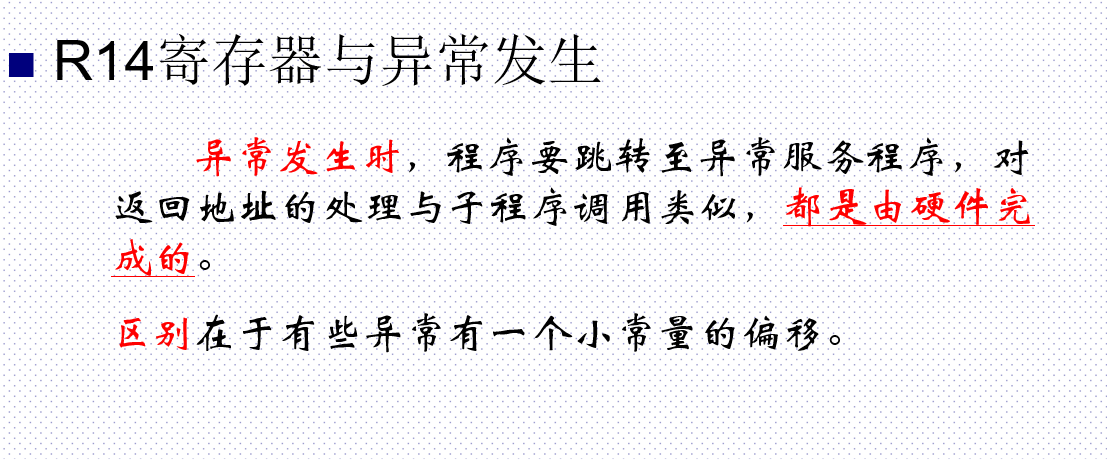 R14寄存器与异常发生
异常发生时，程序要跳转至异常服务程序，对
返回地址的处理与子程序调用类似，都是由硬件完
成的。
区别在于有些异常有一个小常量的偏移。